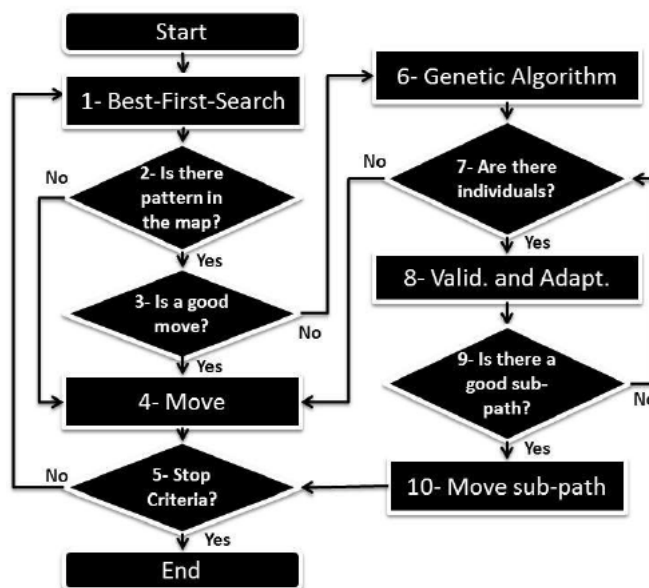 Start
1- Best-First-Search
No
2- Is there
pattern in
the map?
Yes
3- Is a good
move?
No
Yes
4- Move
No
5- Stop
Criteria?
Yes
End
6- Genetic Algorithm
No
7- Are there
individuals?
Yes
8- Valid. and Adapt.
9- Is there a
good sub-
path?
No
Yes
10- Move sub-path